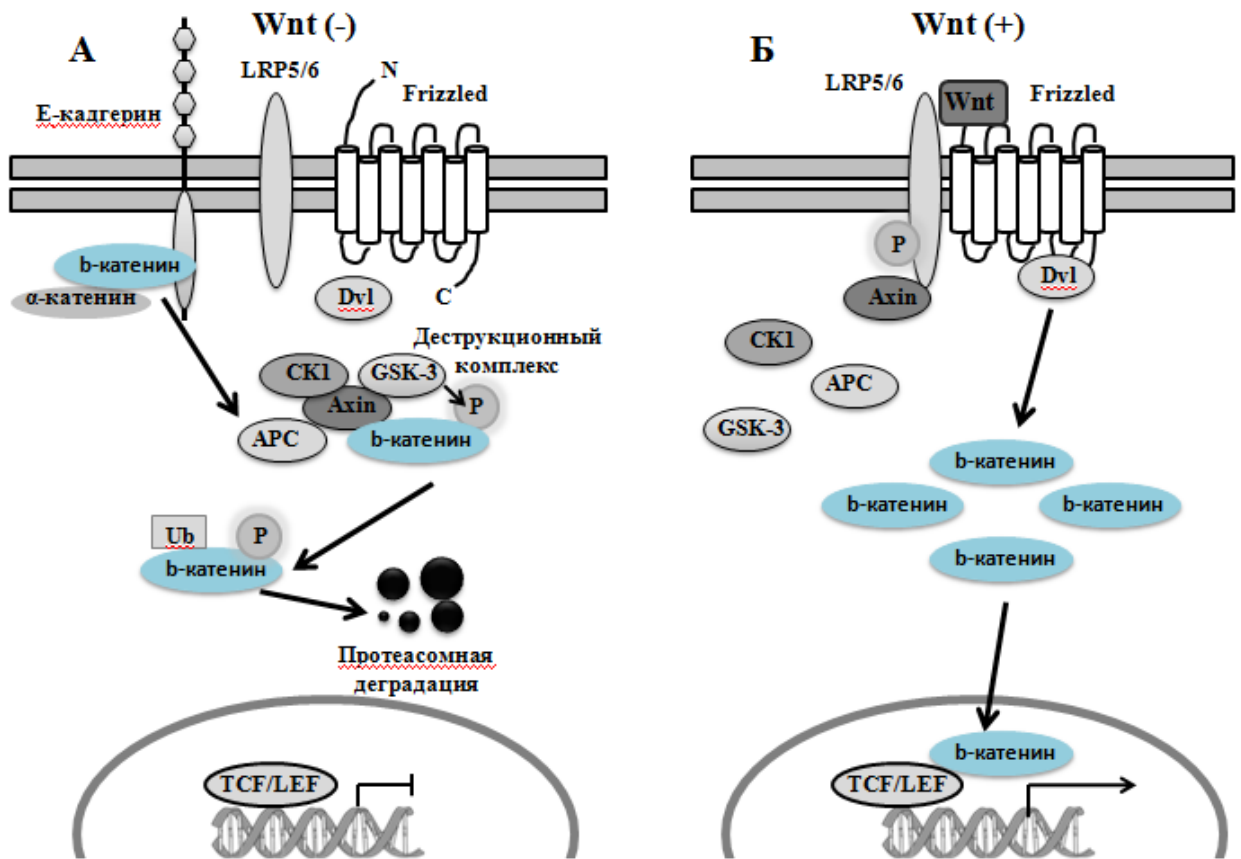 А
Wnt (-)
LRP5/6
N
Frizzled
Е-кадгерин
b-катенин
α-катенин
Dvl
C
Деструкционный
комплекс
CK1
GSK-3
Axin
P
APC
b-катенин
Ub
P
b-катенин
Протеасомная
деградация
TCF/LEF
Б
Wnt (+)
LRP5/6
Wnt
Frizzled
P
Axin
Dvl
CK1
APC
GSK-3
b-катенин
b-катенин
b-катенин
b-катенин
b-катенин
TCF/LEF